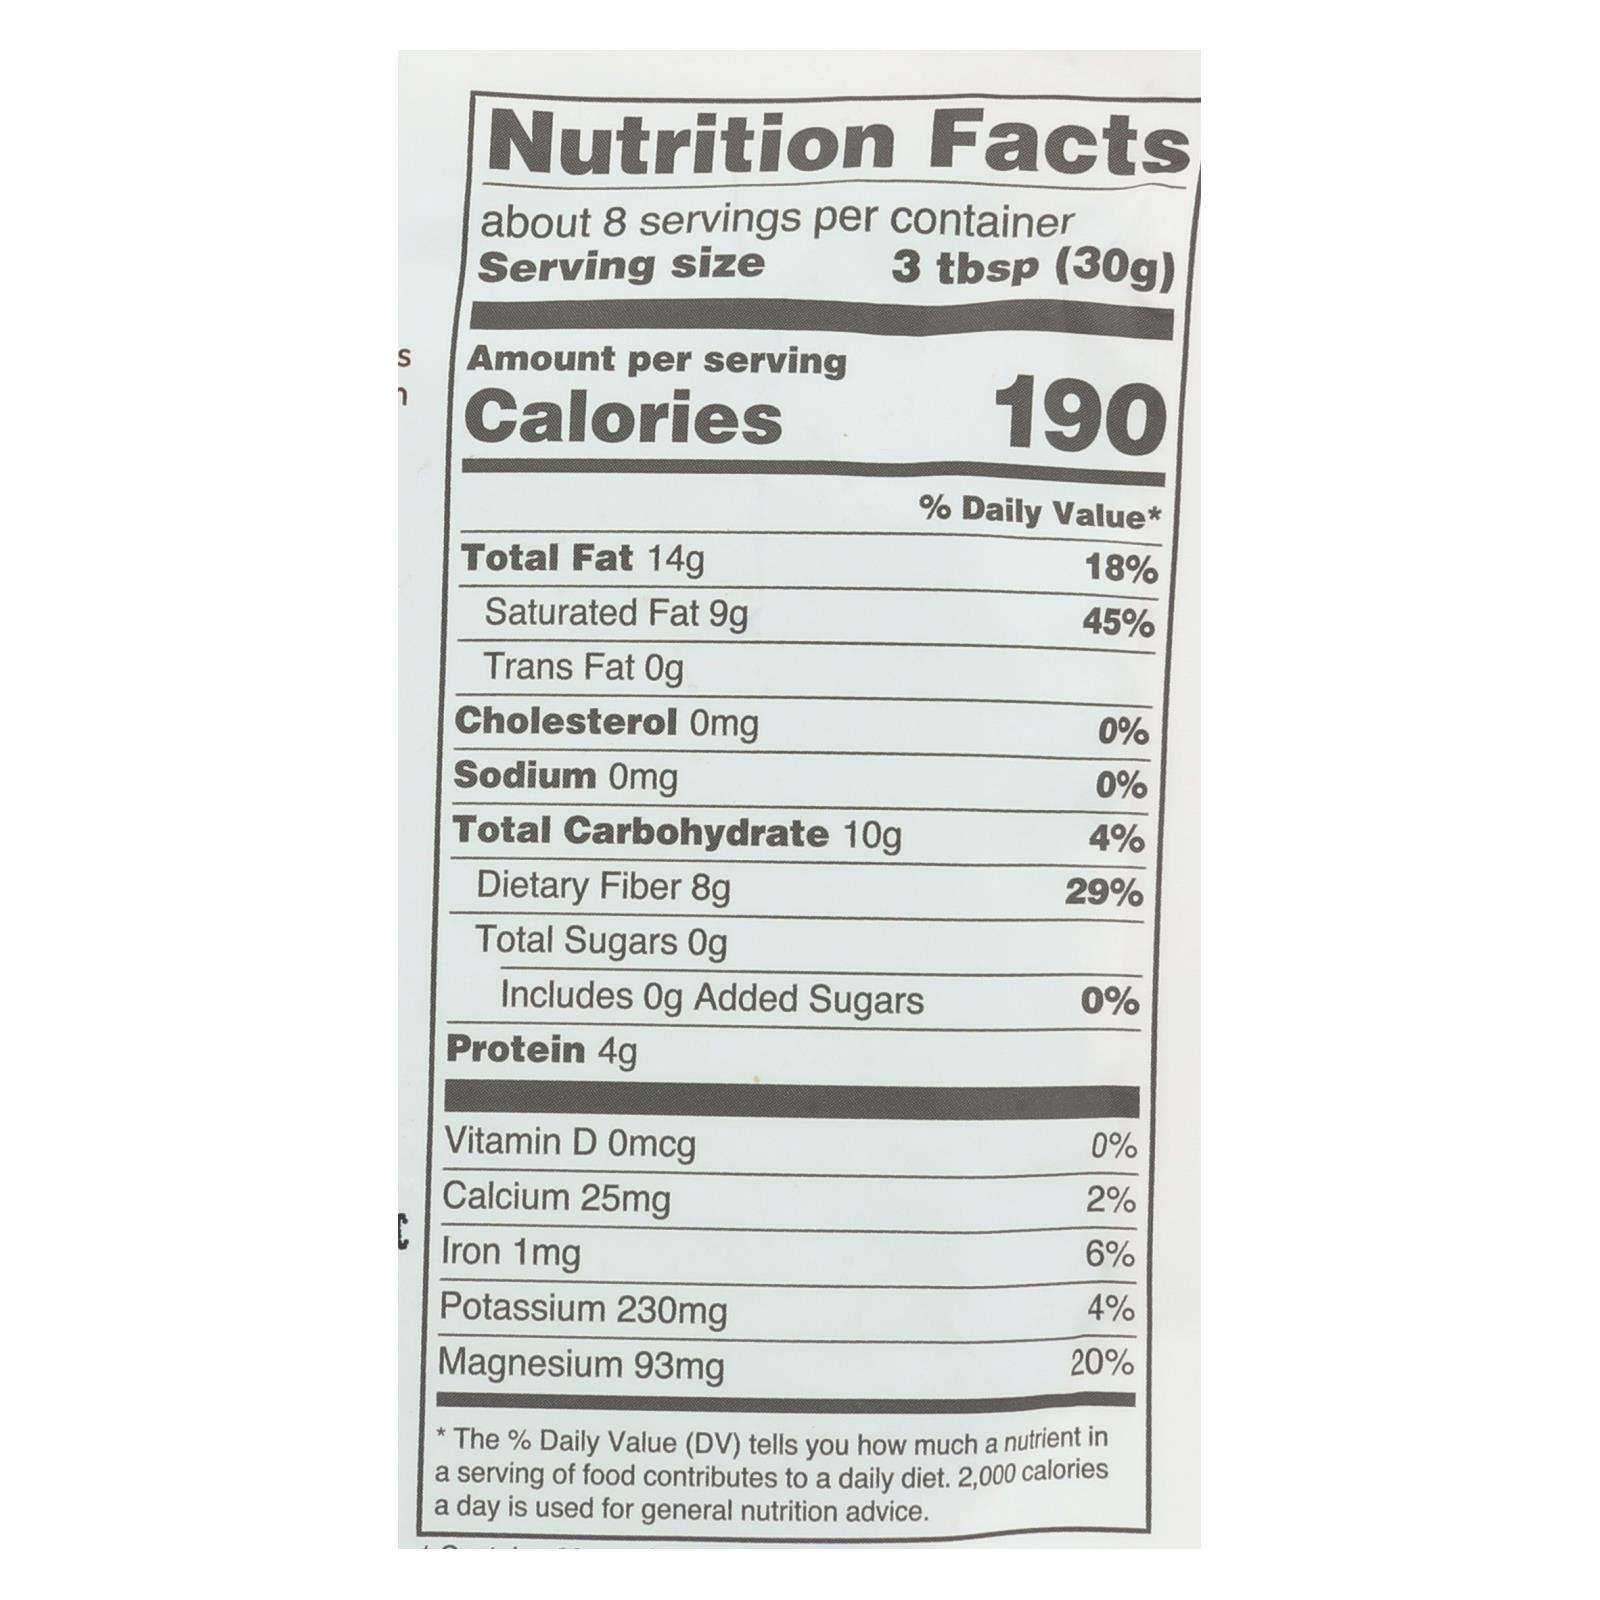 Nutrition Facts
about 8 servings per container
Serving size 3 tbsp (30g)
Amount per serving
Calories 190
% Daily Value*
Total Fat 14g 18%
Saturated Fat 9g 45%
Trans Fat 0g
Cholesterol 0mg 0%
Sodium 0mg 0%
Total Carbohydrate 10g 4%
Dietary Fiber 8g 29%
Total Sugars 0g
Includes 0g Added Sugars 0%
Protein 4g
Vitamin D 0mcg 0%
Calcium 25mg 2%
Iron 1mg 6%
Potassium 230mg 4%
Magnesium 93mg 20%
* The % Daily Value (DV) tells you how much a nutrient in
a serving of food contributes to a daily diet. 2,000 calories
a day is used for general nutrition advice.